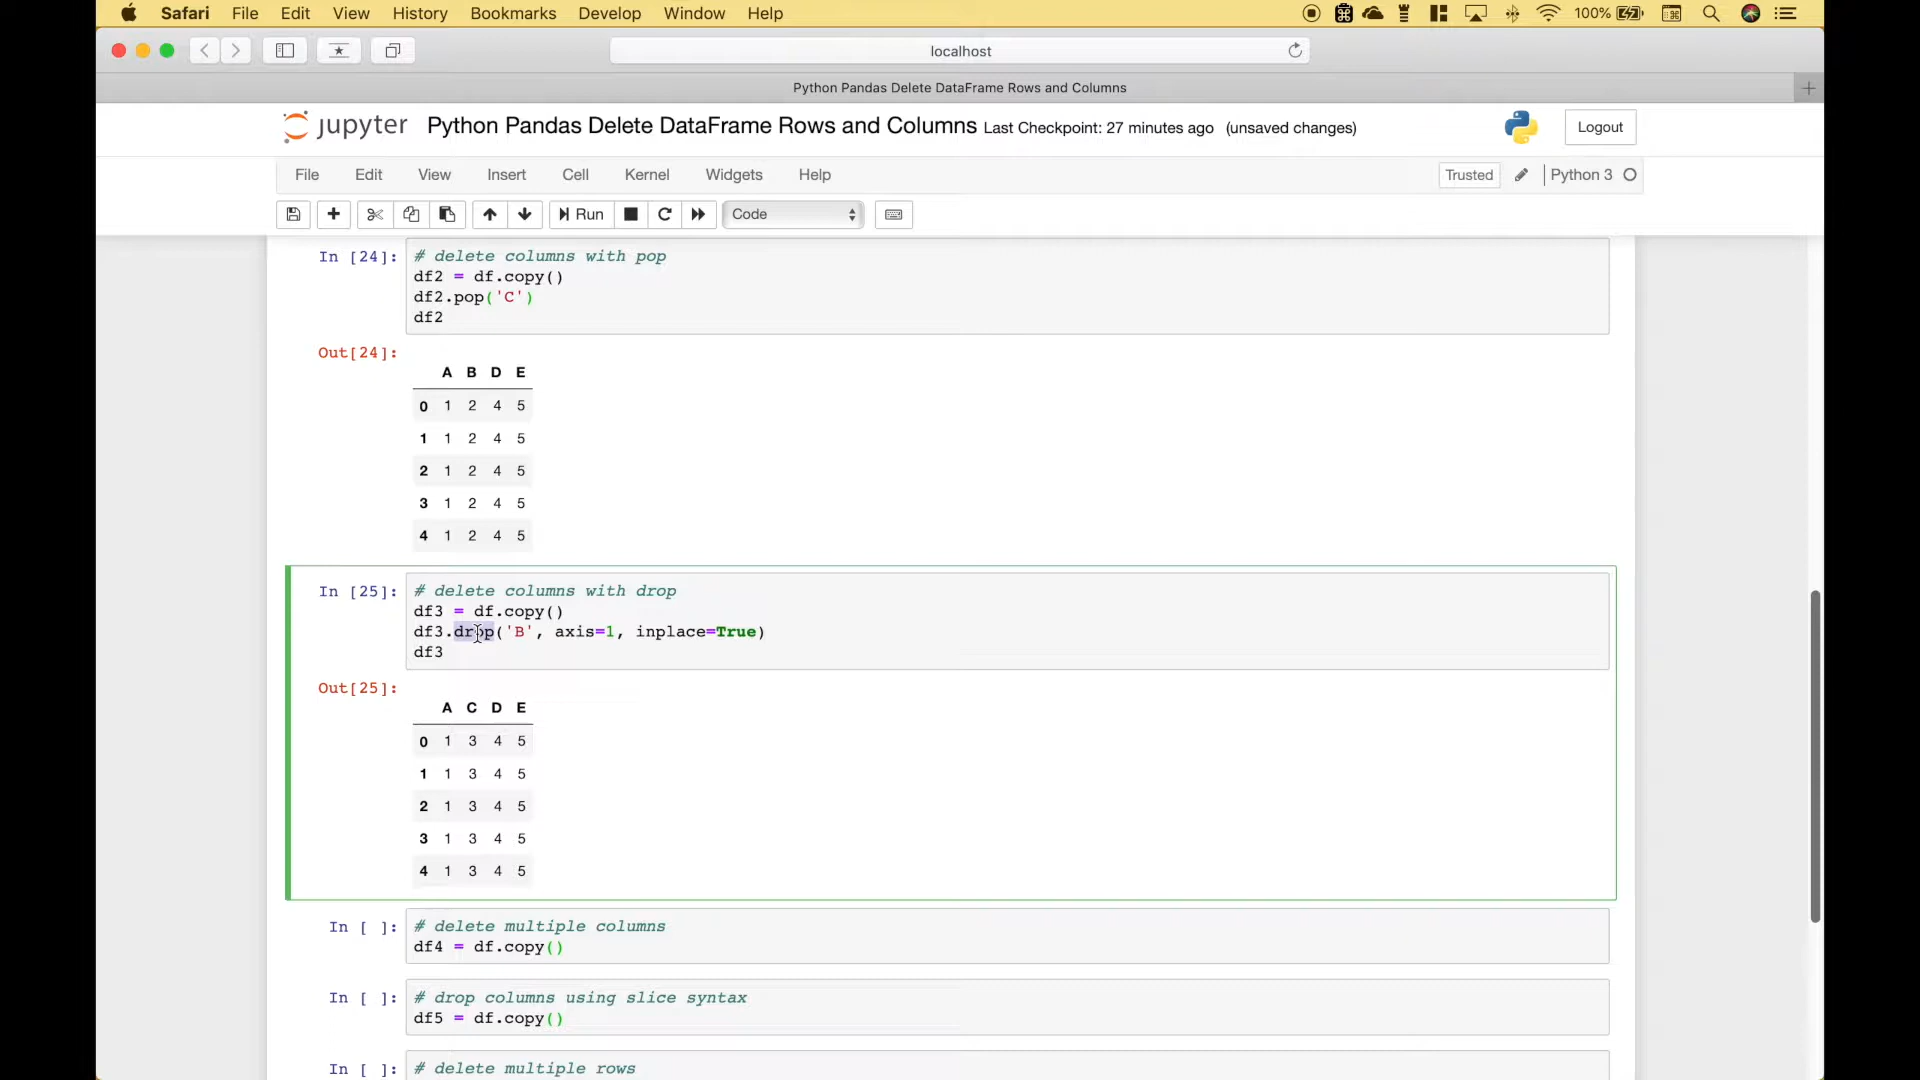 Safari File Edit View History Bookmarks Develop Window Help 100%
localhost
Python Pandas Delete DataFrame Rows and Columns
jupyter Python Pandas Delete DataFrame Rows and Columns Last Checkpoint: 27 minutes ago (unsaved changes) Logout
File Edit View Insert Cell Kernel Widgets Help Trusted Python 3
Run Code
In [24]: # delete columns with pop
df2 = df.copy()
df2.pop('C')
df2
Out[24]:
A B D E
0 1 2 4 5
1 1 2 4 5
2 1 2 4 5
3 1 2 4 5
4 1 2 4 5
In [25]: # delete columns with drop
df3 = df.copy()
df3.drop('B', axis=1, inplace=True)
df3
Out[25]:
A C D E
0 1 3 4 5
1 1 3 4 5
2 1 3 4 5
3 1 3 4 5
4 1 3 4 5
In [ ]: # delete multiple columns
df4 = df.copy()
In [ ]: # drop columns using slice syntax
df5 = df.copy()
In [ ]: # delete multiple rows